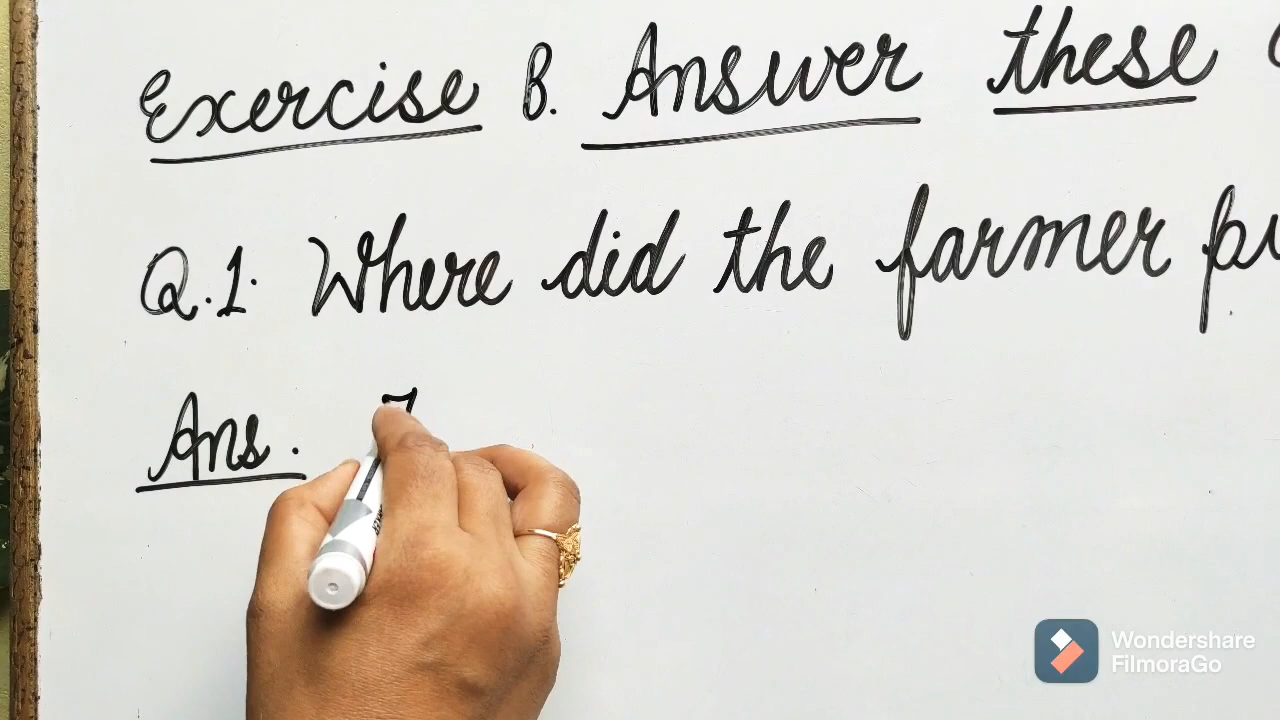 Exercise B. Answer these
Q.1. Where did the farmer
Ans.
Wondershare
FilmoraGo